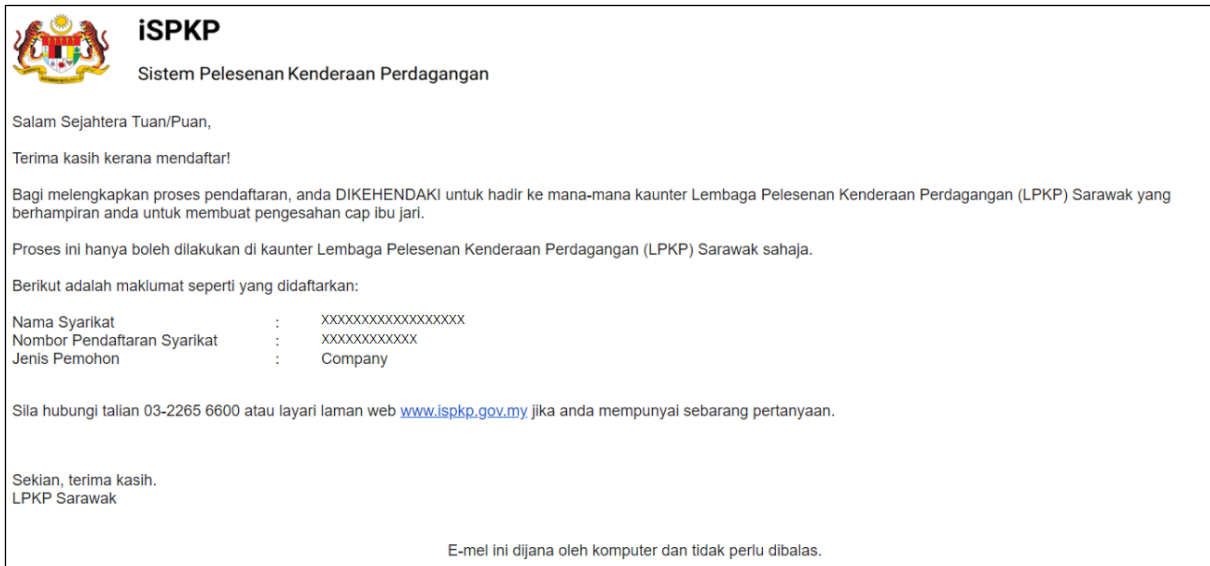 iSPKP
Sistem Pelesenan Kenderaan Perdagangan
Salam Sejahtera Tuan/Puan,
Terima kasih kerana mendaftar!
Bagi melengkapkan proses pendaftaran, anda DIKEHENDAKI untuk hadir ke mana-mana kaunter Lembaga Pelesenan Kenderaan Perdagangan (LPKP) Sarawak yang
berhampiran anda untuk membuat pengesahan cap ibu jari.
Proses ini hanya boleh dilakukan di kaunter Lembaga Pelesenan Kenderaan Perdagangan (LPKP) Sarawak sahaja.
Berikut adalah maklumat seperti yang didaftarkan:
Nama Syarikat : XXXXXXXXXXXXXXXXXX
Nombor Pendaftaran Syarikat : XXXXXXXXXXXX
Jenis Pemohon : Company
Sila hubungi talian 03-2265 6600 atau layari laman web www.ispkp.gov.my jika anda mempunyai sebarang pertanyaan.
Sekian, terima kasih.
LPKP Sarawak
E-mel ini dijana oleh komputer dan tidak perlu dibalas.